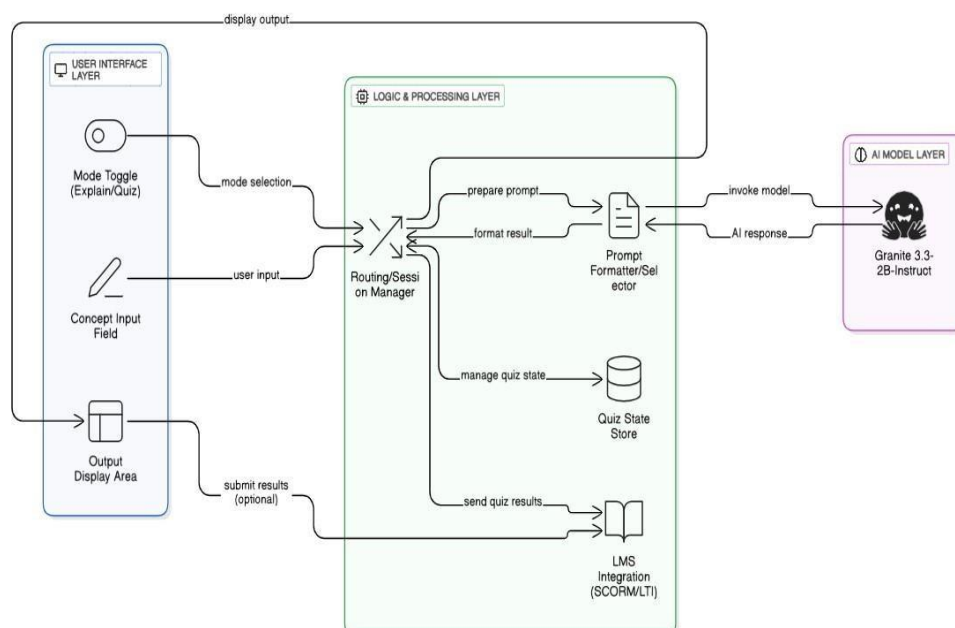 display output
USER INTERFACE
LAYER
LOGIC & PROCESSING LAYER
AI MODEL LAYER
Mode Toggle
(Explain/Quiz)
mode selection
prepare prompt
invoke model
format result
AI response
Routing/Sessi
on Manager
Prompt
Formatter/Sel
ector
Granite 3.3-
2B-Instruct
user input
Concept Input
Field
manage quiz state
Quiz State
Store
Output
Display Area
submit results
(optional)
send quiz results
LMS
Integration
(SCORM/LTI)